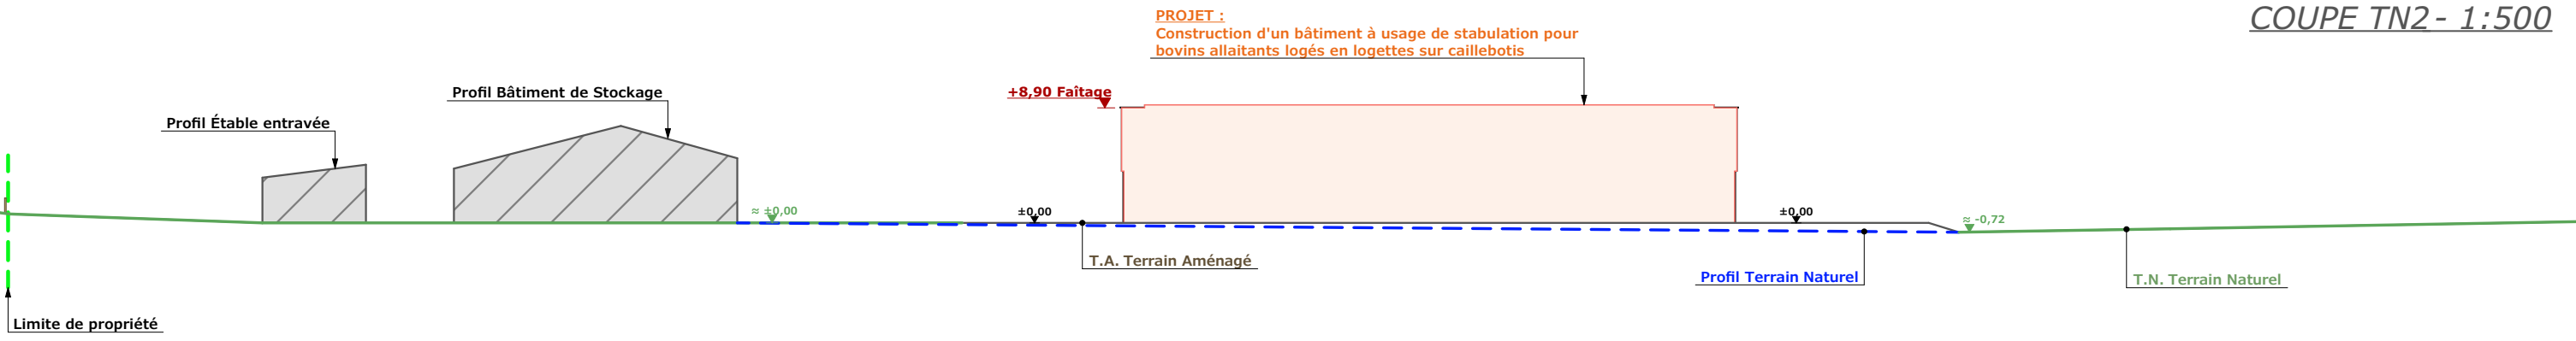 COUPE TN2 - 1:500
PROJET :
Construction d'un bâtiment à usage de stabulation pour
bovins allaitants logés en logettes sur caillebotis
+8,90 Faîtage
Profil Bâtiment de Stockage
Profil Étable entravée
≈ ±0,00
±0,00
±0,00
≈ -0,72
T.A. Terrain Aménagé
Profil Terrain Naturel
T.N. Terrain Naturel
Limite de propriété